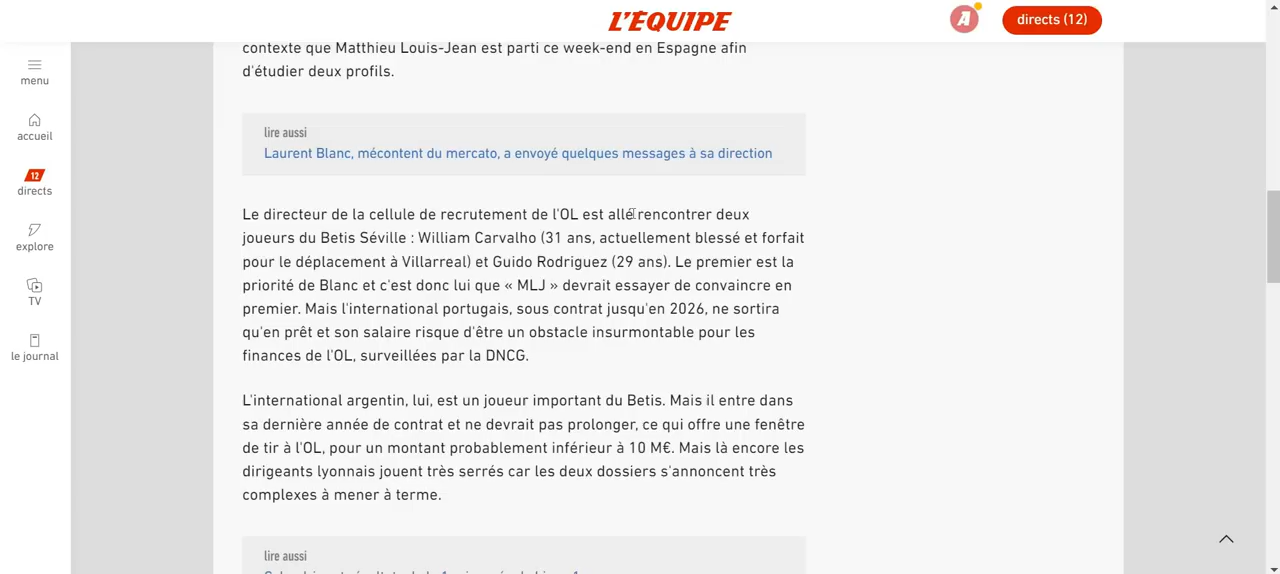 L'ÉQUIPE
A
directs (12)
menu
accueil
12
directs
explore
TV
le journal
contexte que Matthieu Louis-Jean est parti ce week-end en Espagne afin
d'étudier deux profils.
lire aussi
Laurent Blanc, mécontent du mercato, a envoyé quelques messages à sa direction
Le directeur de la cellule de recrutement de l'OL est allé rencontrer deux
joueurs du Betis Séville : William Carvalho (31 ans, actuellement blessé et forfait
pour le déplacement à Villarreal) et Guido Rodriguez (29 ans). Le premier est la
priorité de Blanc et c'est donc lui que « MLJ » devrait essayer de convaincre en
premier. Mais l'international portugais, sous contrat jusqu'en 2026, ne sortira
qu'en prêt et son salaire risque d'être un obstacle insurmontable pour les
finances de l'OL, surveillées par la DNCG.
L'international argentin, lui, est un joueur important du Betis. Mais il entre dans
sa dernière année de contrat et ne devrait pas prolonger, ce qui offre une fenêtre
de tir à l'OL, pour un montant probablement inférieur à 10 M€. Mais là encore les
dirigeants lyonnais jouent très serrés car les deux dossiers s'annoncent très
complexes à mener à terme.
lire aussi